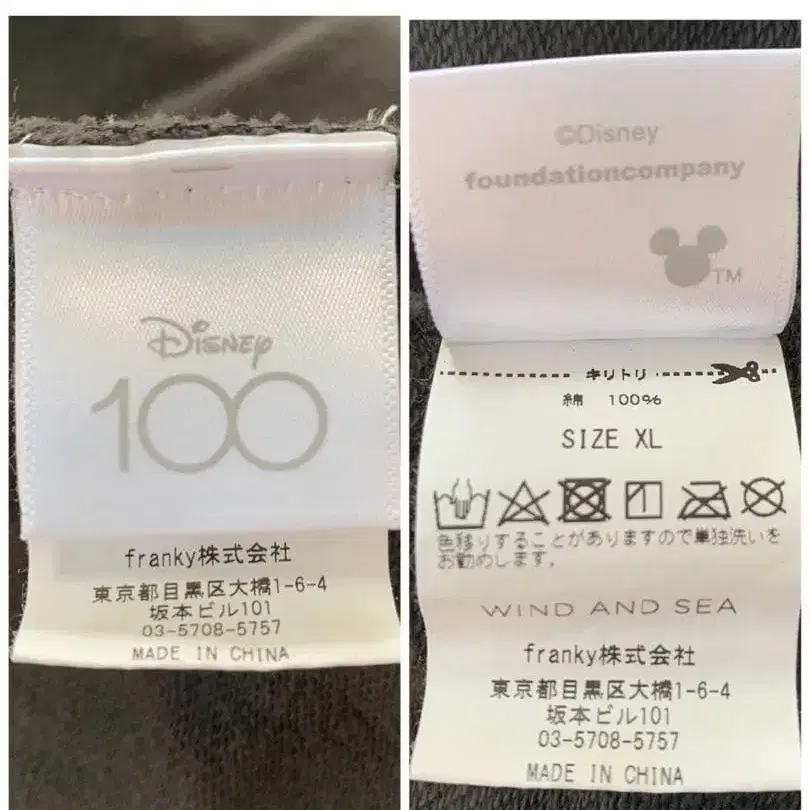 Disney
100
franky株式会社
東京都目黒区大橋1-6-4
坂本ビル101
03-5708-5757
MADE IN CHINA
©Disney
foundationcompany
TM
キリトリ
綿 100%
SIZE XL
色移りすることがありますので単独洗いを
お勧めします。
WIND AND SEA
franky株式会社
東京都目黒区大橋1-6-4
坂本ビル101
03-5708-5757
MADE IN CHINA